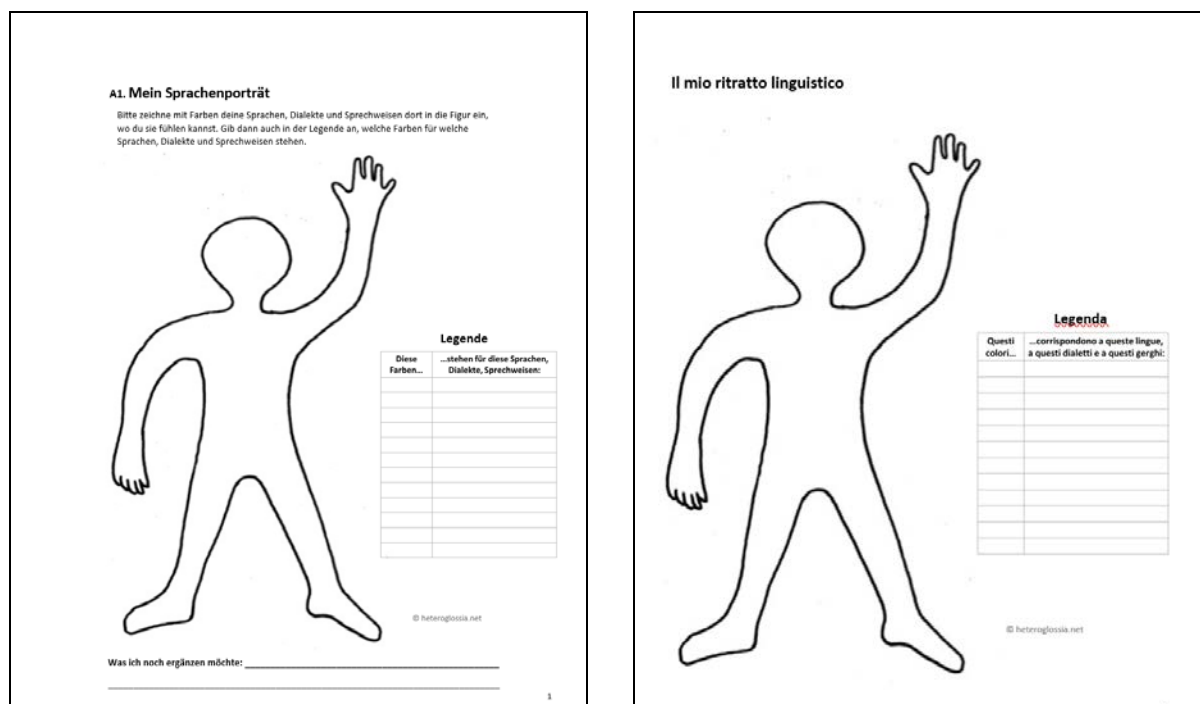 A1. Mein Sprachenporträt
Bitte zeichne mit Farben deine Sprachen, Dialekte und Sprechweisen dort in die Figur ein,
wo du sie fühlen kannst. Gib dann auch in der Legende an, welche Farben für welche
Sprachen, Dialekte und Sprechweisen stehen.
Legende
Diese Farben...
...stehen für diese Sprachen,
Dialekte, Sprechweisen:
© heteroglossia.net
Was ich noch ergänzen möchte:
1
Il mio ritratto linguistico
Legenda
Questi colori...
...corrispondono a queste lingue,
a questi dialetti e a questi gerghi:
© heteroglossia.net